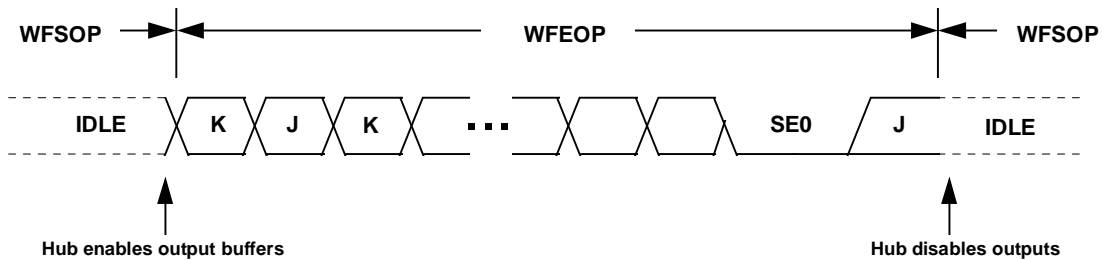 WFSOP WFEOP WFSOP
IDLE K J K ... SE0 J IDLE
Hub enables output buffers Hub disables outputs